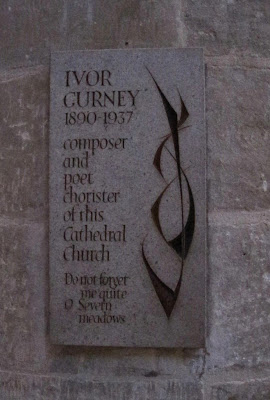 IVOR
GURNEY
1890-1937
composer
and
poet
chorister
of this
Cathedral
Church
Do not forget
me quite
O Severn
meadows